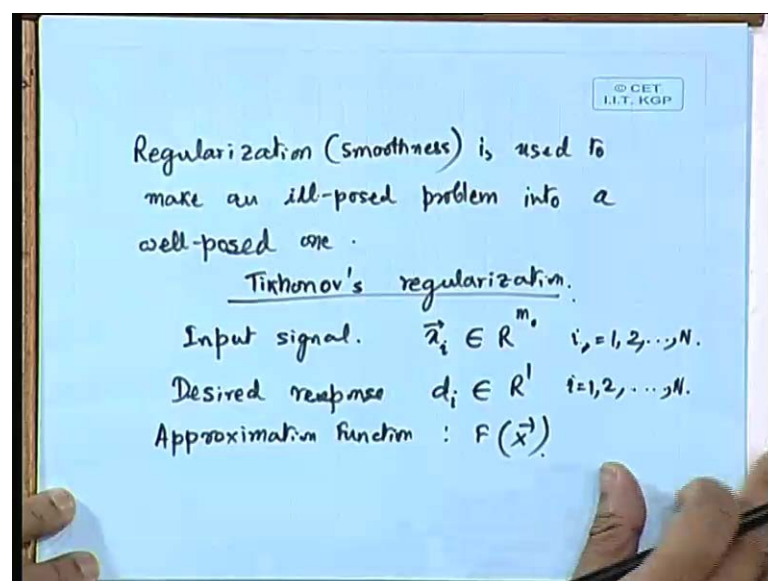 © CET
I.I.T. KGP
Regularization (smoothness) is used to
make an ill-posed problem into a
well-posed one.
Tikhonov's regularization.
Input signal. x⃗ᵢ ∈ R^m₀ i = 1, 2, ..., N.
Desired response dᵢ ∈ R¹ i=1,2, ..., N.
Approximation Function : F(x⃗).